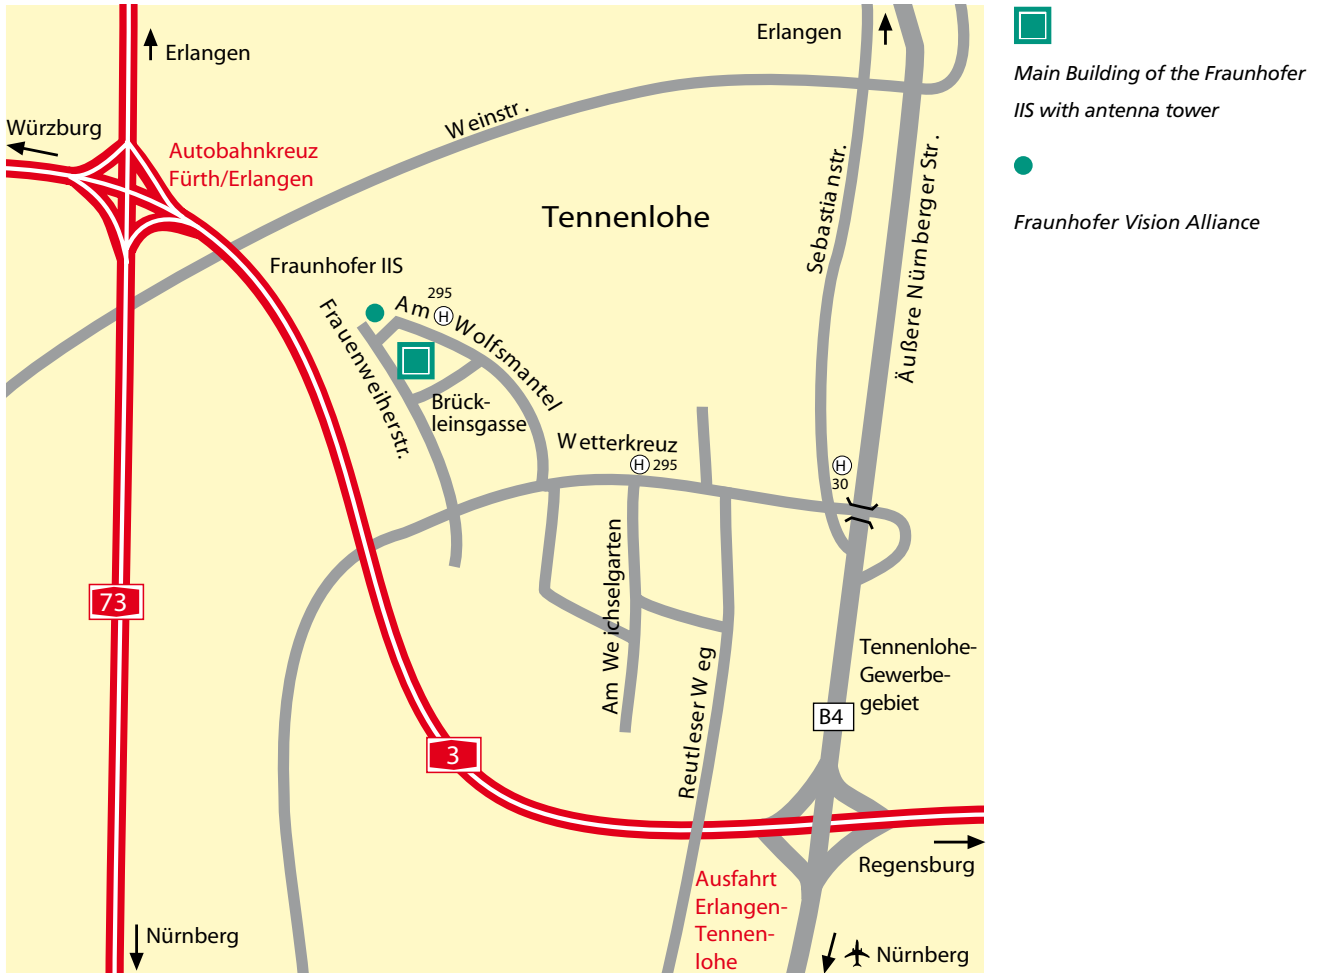 Erlangen
Erlangen
Würzburg
Autobahnkreuz
Fürth/Erlangen
Weinstr.
Tennenlohe
Sebastianstr.
Äußere Nürnberger Str.
Fraunhofer IIS
295
H
Am Wolfsmantel
Frauenweiherstr.
Brück-
leinsgasse
Wetterkreuz
H 295
H
30
Am Weichselgarten
Reutleser Weg
73
3
B4
Tennenlohe-
Gewerbe-
gebiet
Regensburg
Ausfahrt
Erlangen-
Tennen-
lohe
Nürnberg
Nürnberg
Main Building of the Fraunhofer
IIS with antenna tower
Fraunhofer Vision Alliance